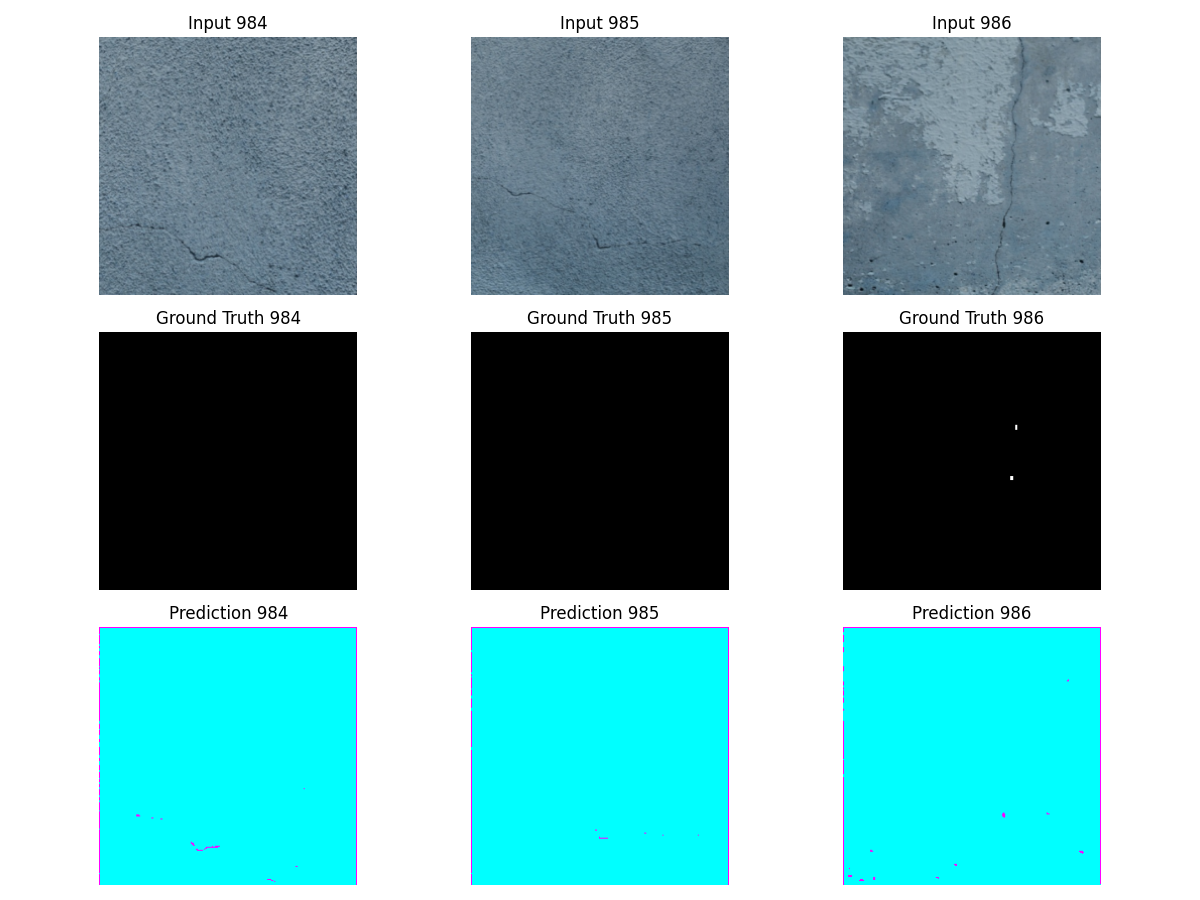 Input 984
Input 985
Input 986
Ground Truth 984
Ground Truth 985
Ground Truth 986
Prediction 984
Prediction 985
Prediction 986